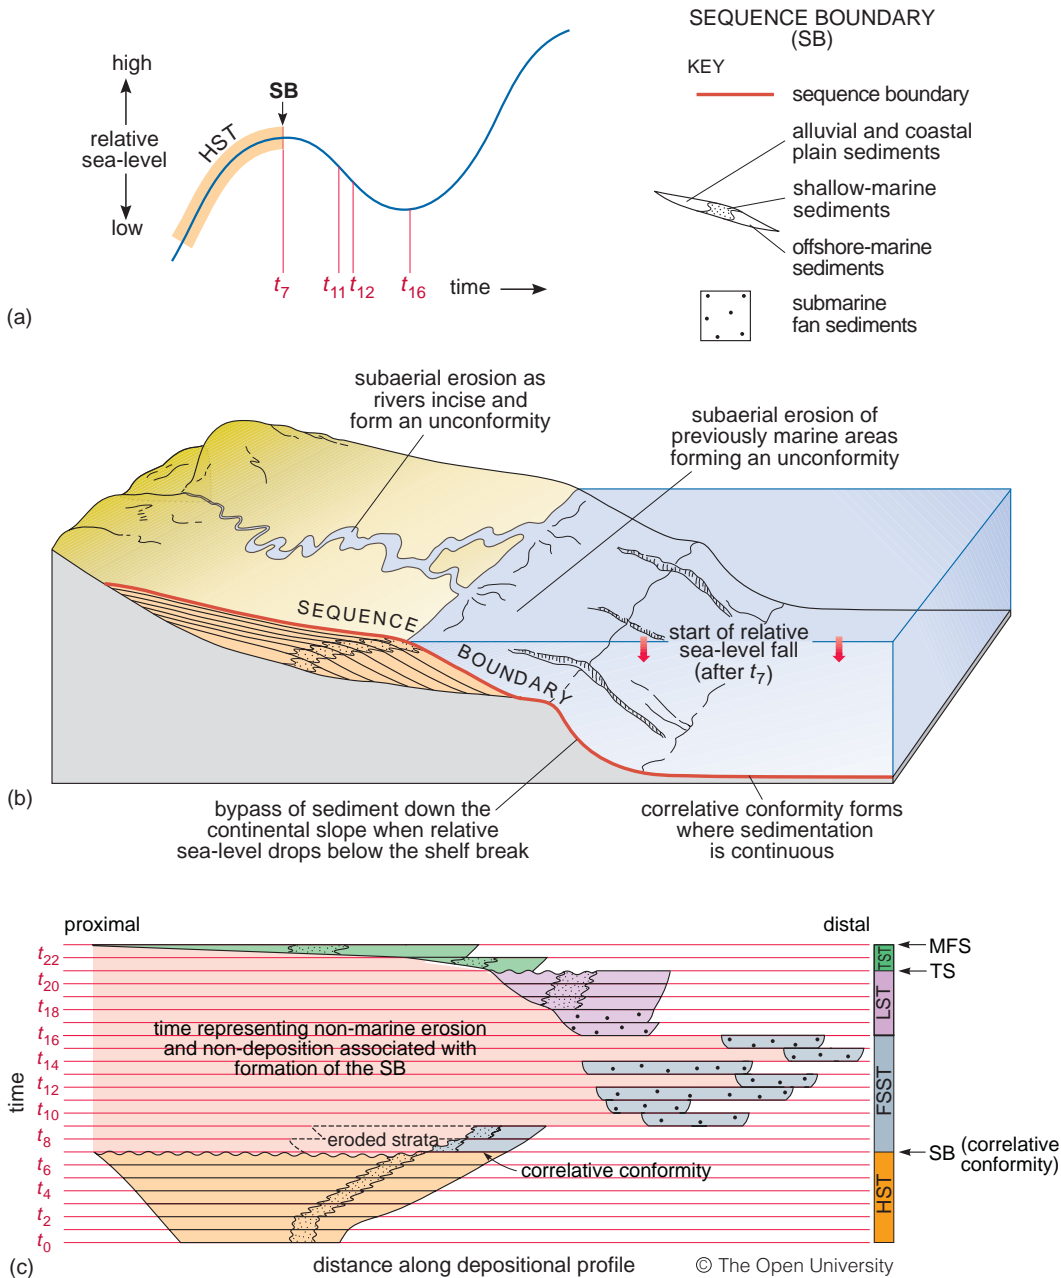 SEQUENCE BOUNDARY
(SB)
KEY
sequence boundary
alluvial and coastal
plain sediments
shallow-marine
sediments
offshore-marine
sediments
submarine
fan sediments
high
relative
sea-level
low
HST
SB
t7
t11
t12
t16
time
(a)
subaerial erosion as
rivers incise and
form an unconformity
subaerial erosion of
previously marine areas
forming an unconformity
SEQUENCE
BOUNDARY
start of relative
sea-level fall
(after t7)
(b)
bypass of sediment down the
continental slope when relative
sea-level drops below the shelf break
correlative conformity forms
where sedimentation
is continuous
proximal
distal
t22
t20
t18
t16
t14
t12
t10
t8
t6
t4
t2
t0
time
time representing non-marine erosion
and non-deposition associated with
formation of the SB
eroded strata
correlative conformity
TST
LST
FSST
HST
MFS
TS
SB (correlative
conformity)
(c)
distance along depositional profile
© The Open University